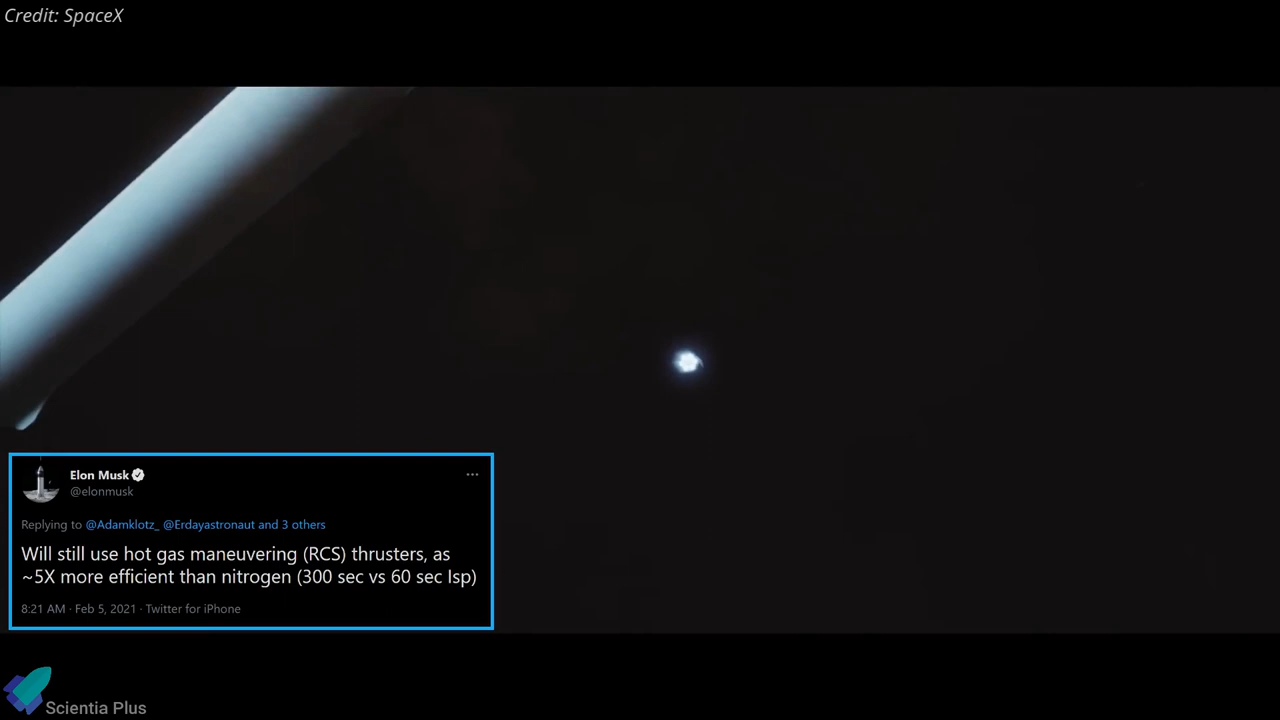 Credit: SpaceX
Elon Musk
@elonmusk
Replying to @Adamklotz_ @Erdayastronaut and 3 others
Will still use hot gas maneuvering (RCS) thrusters, as
~5X more efficient than nitrogen (300 sec vs 60 sec Isp)
8:21 AM · Feb 5, 2021 · Twitter for iPhone
Scientia Plus